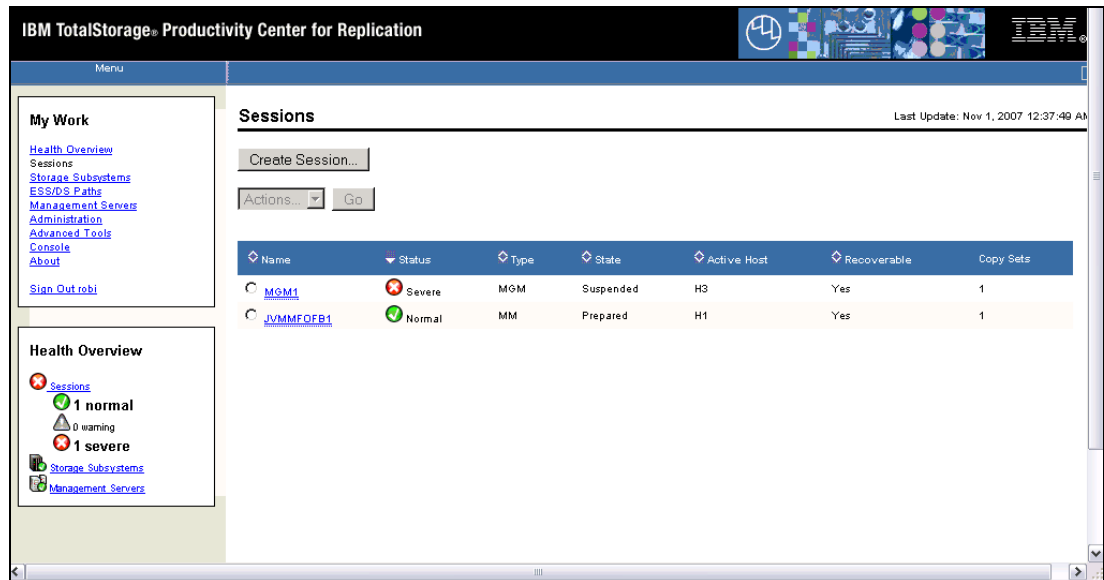 IBM TotalStorage® Productivity Center for Replication
IBM®
Menu
My Work
Health Overview
Sessions
Storage Subsystems
ESS/DS Paths
Management Servers
Administration
Advanced Tools
Console
About
Sign Out robi
Health Overview
Sessions
1 normal
0 warning
1 severe
Storage Subsystems
Management Servers
Sessions
Last Update: Nov 1, 2007 12:37:49 AM
Create Session...
Actions... Go
Name Status Type State Active Host Recoverable Copy Sets
MGM1 Severe MGM Suspended H3 Yes 1
JVMMFOFB1 Normal MM Prepared H1 Yes 1